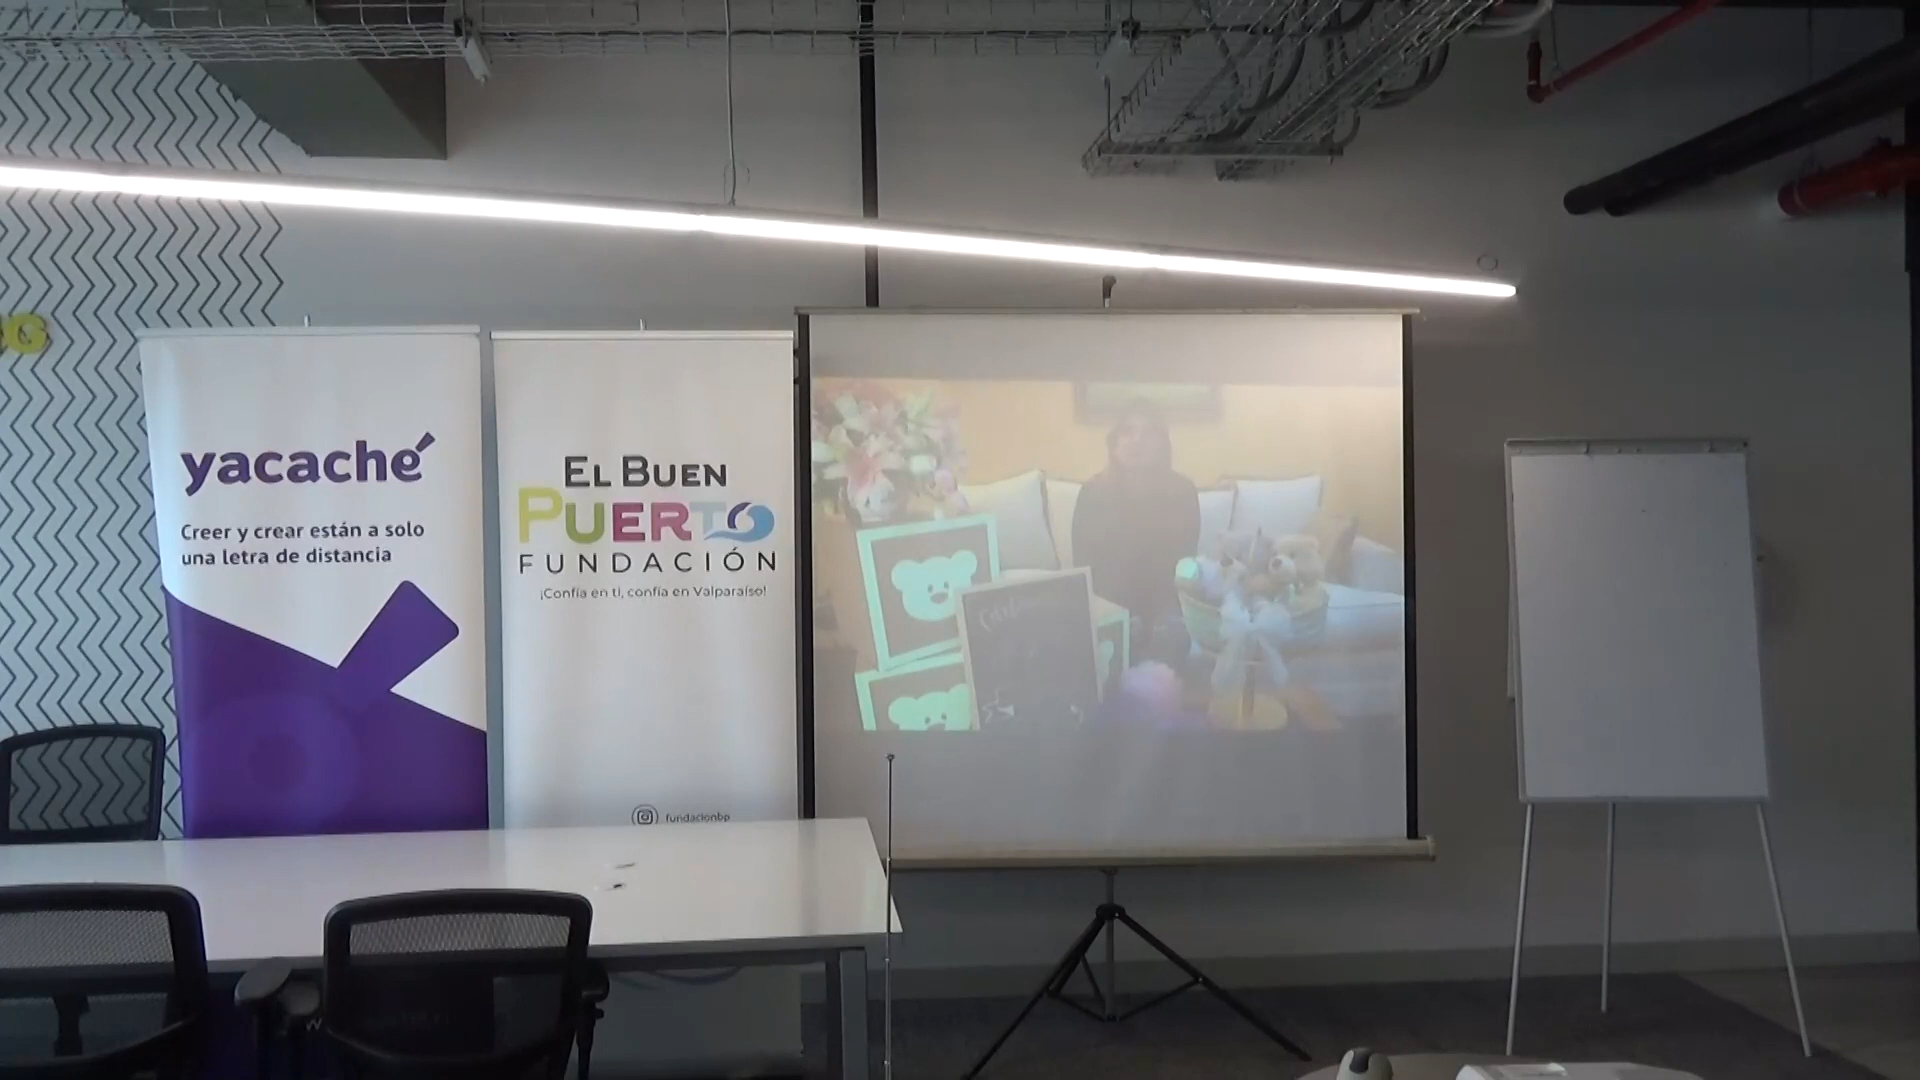 yacaché
Creer y crear están a solo
una letra de distancia
EL BUEN
PUERTO
FUNDACIÓN
¡Confía en ti, confía en Valparaíso!
fundacionbp